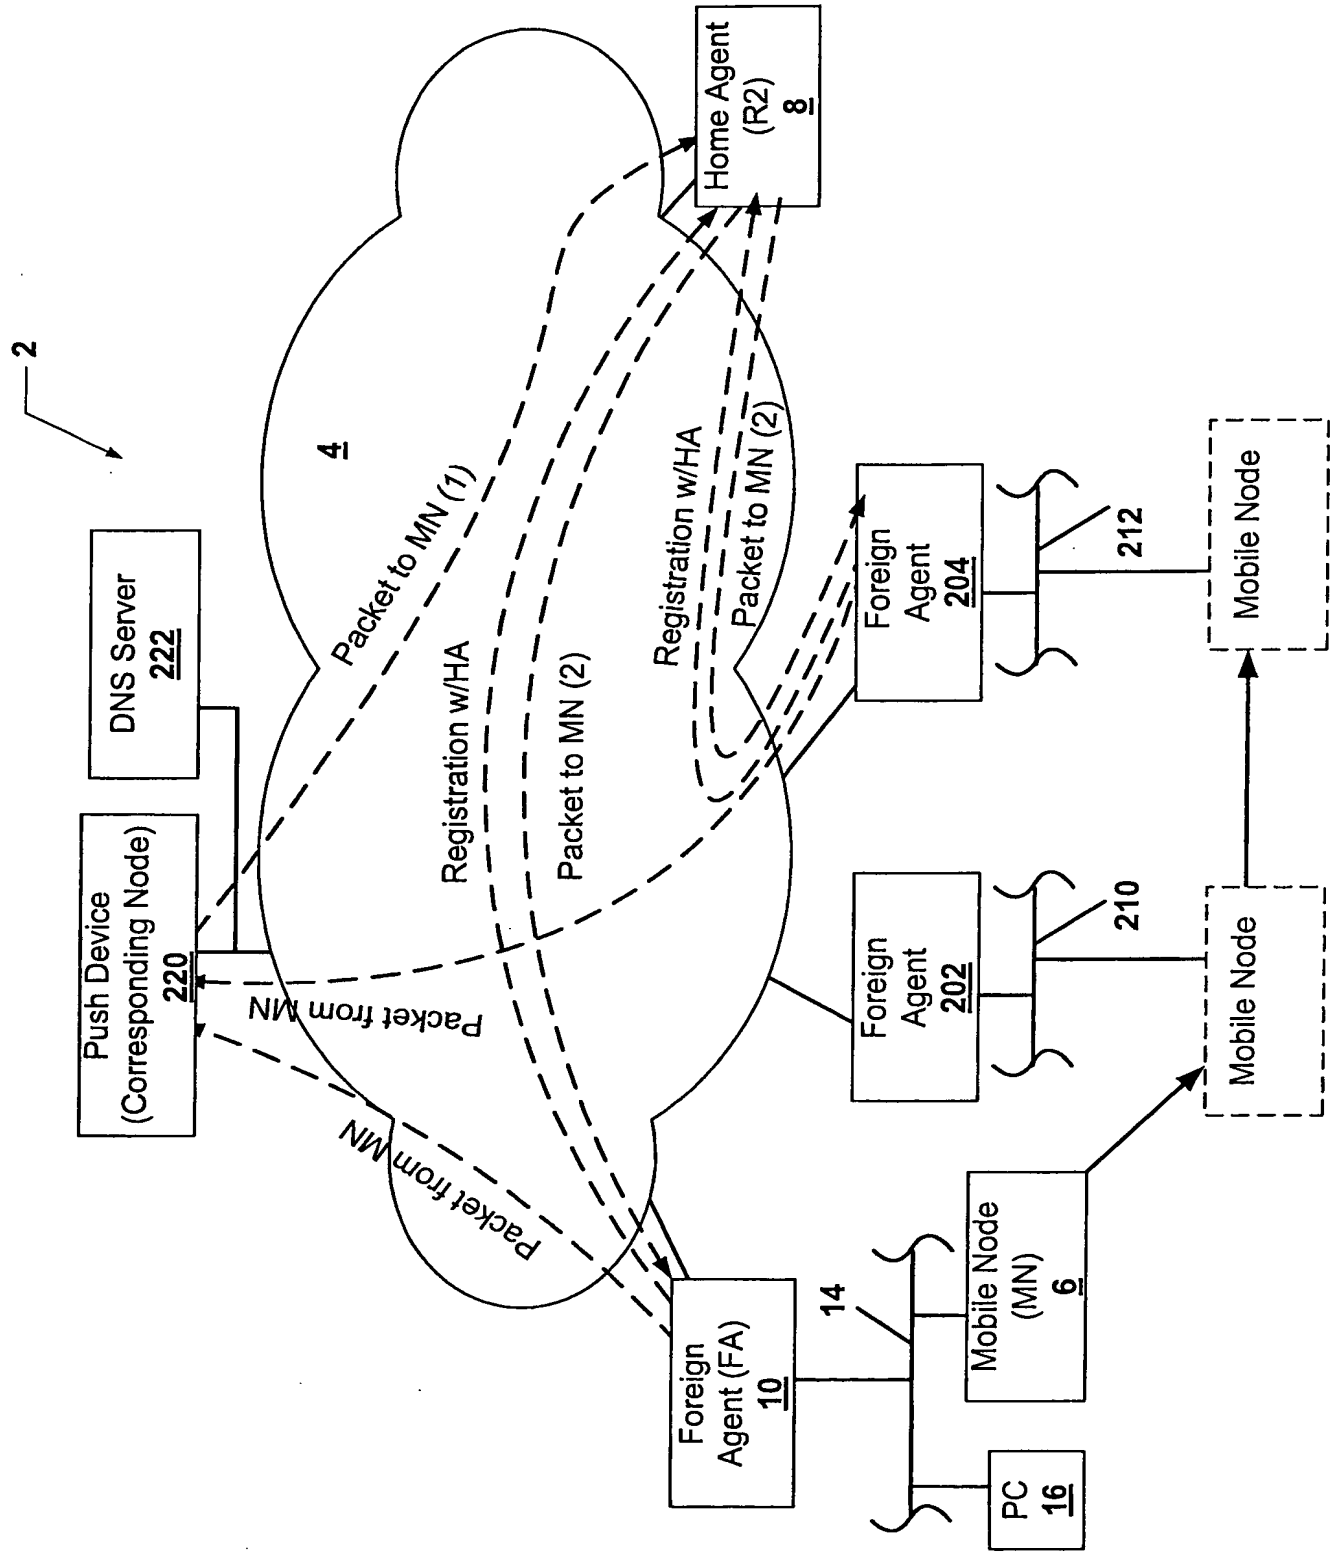 2
Push Device
(Corresponding Node)
220
DNS Server
222
4
Packet to MN (1)
Registration w/HA
Packet to MN (2)
Packet from MN
Packet from MN
Registration w/HA
Packet to MN (2)
Home Agent
(R2)
8
Foreign
Agent (FA)
10
Foreign
Agent
202
Foreign
Agent
204
14
210
212
PC
16
Mobile Node
(MN)
6
Mobile Node
Mobile Node